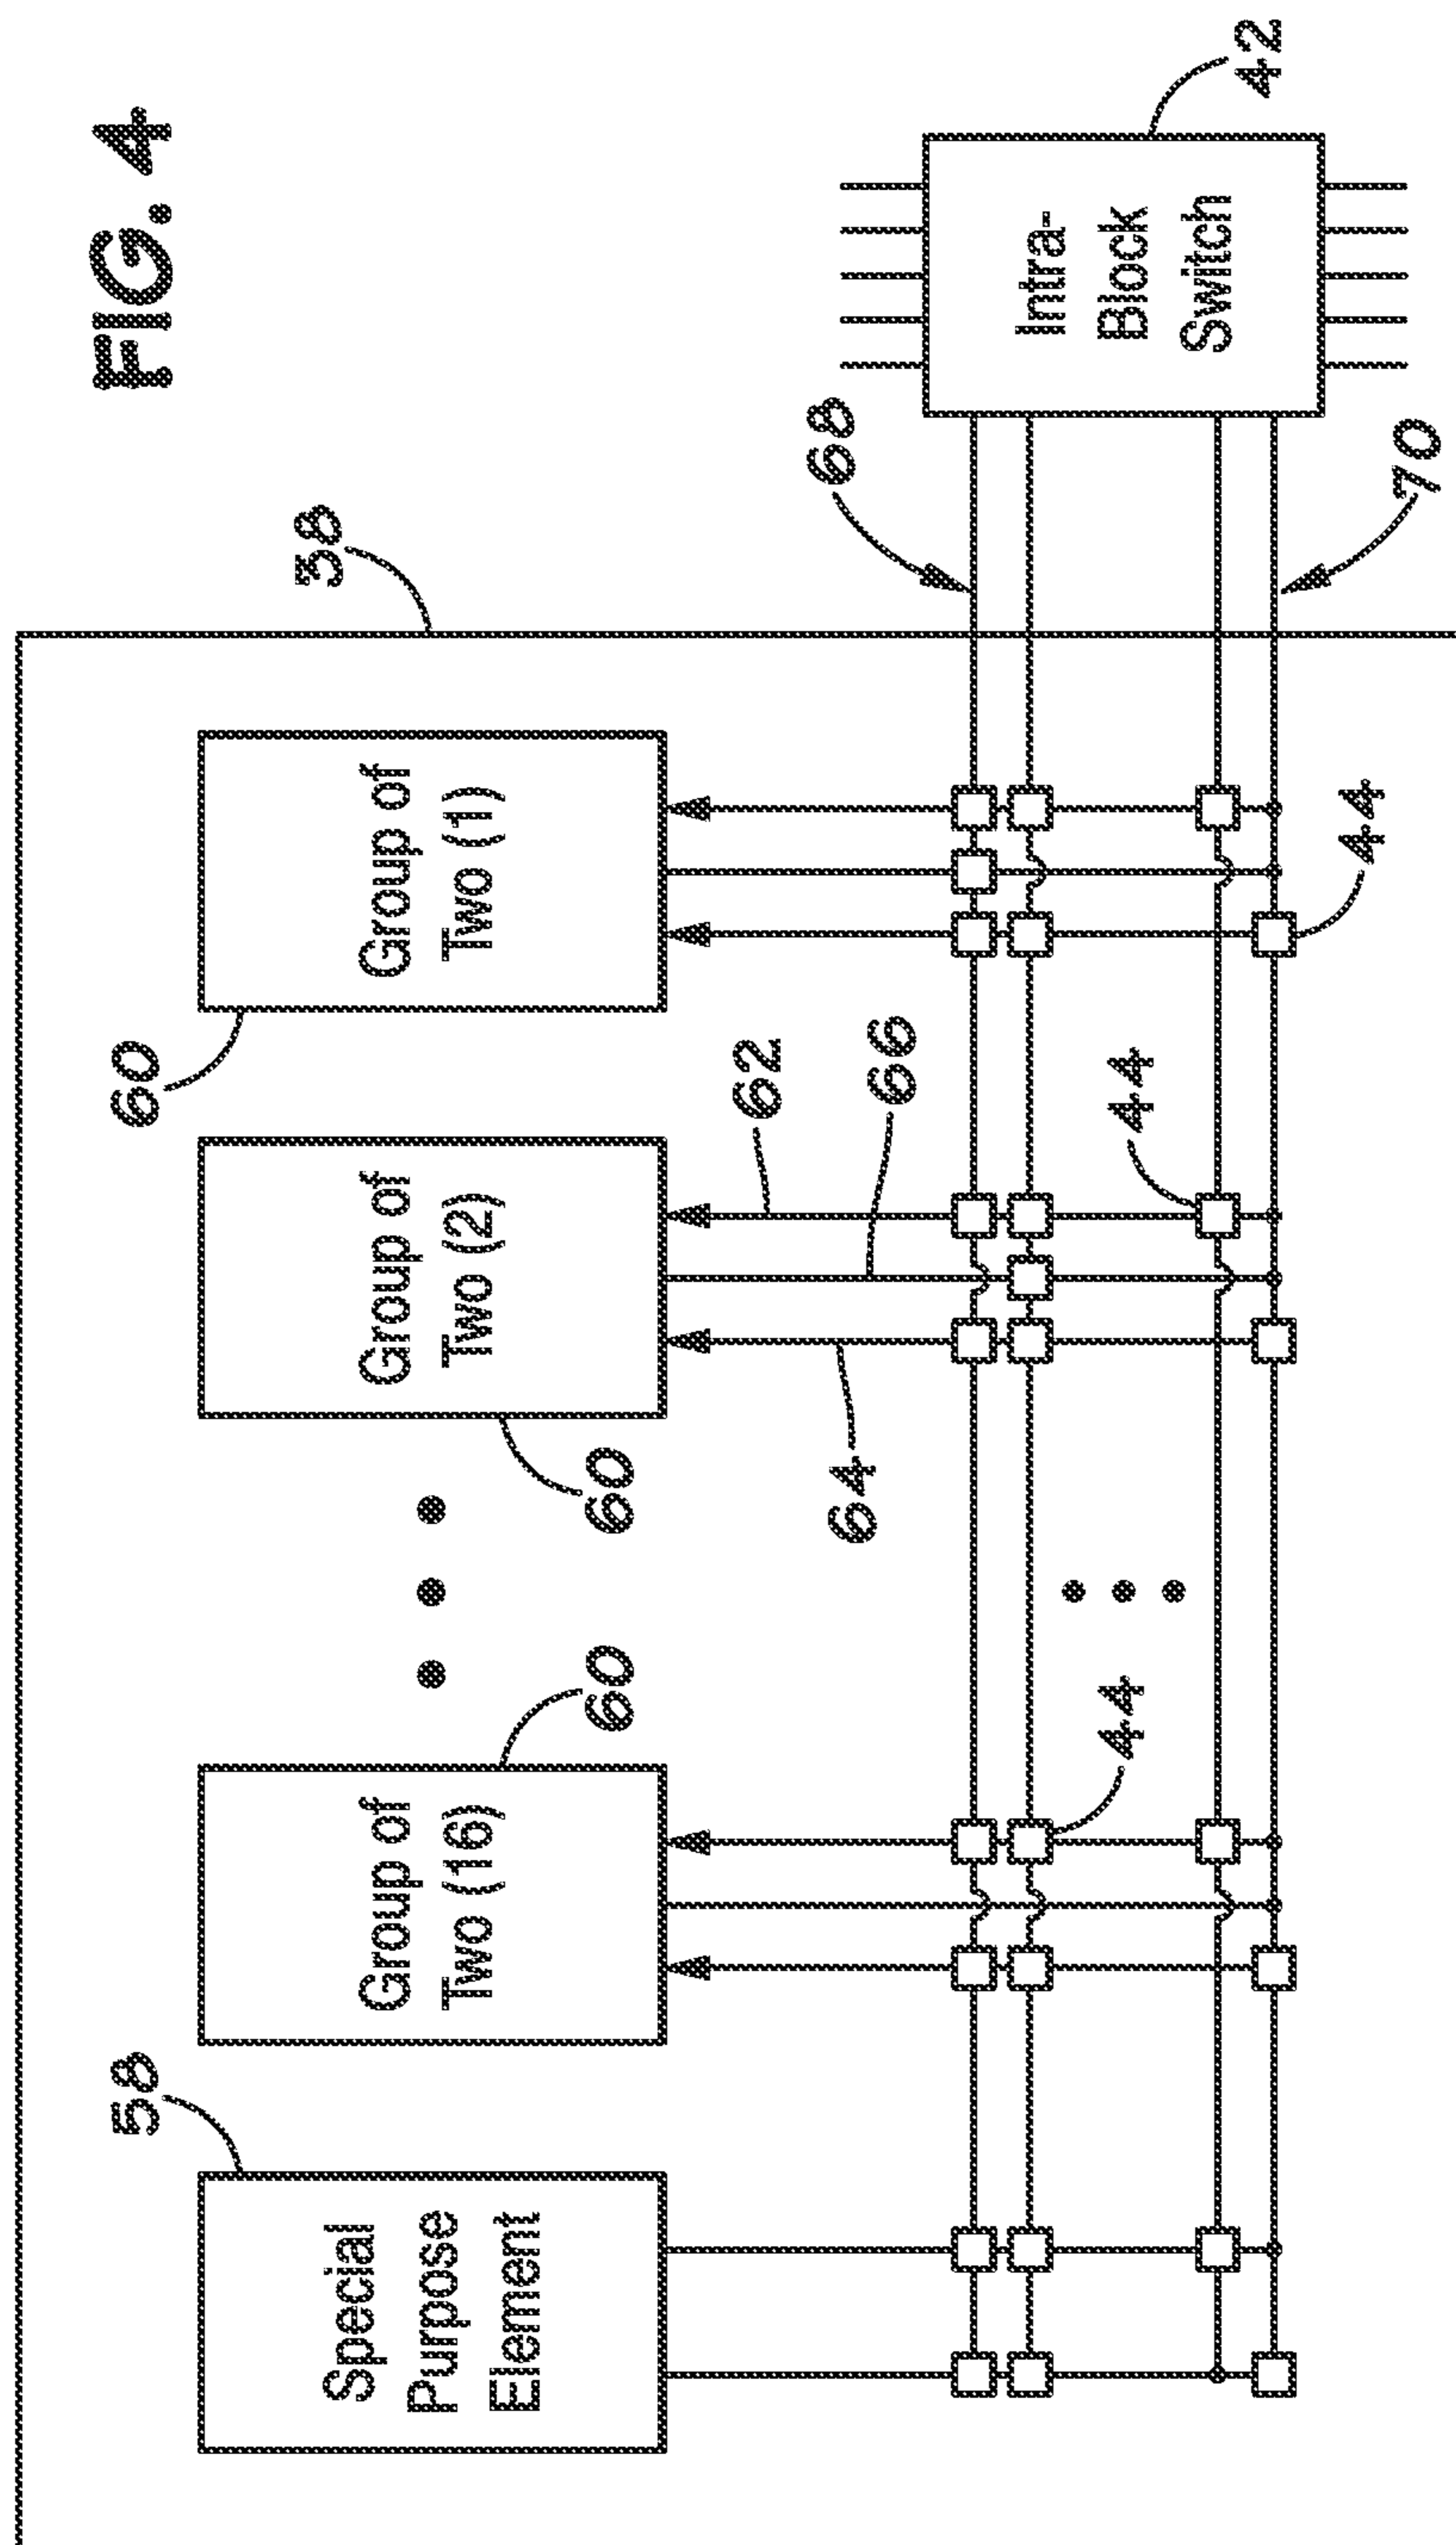 FIG. 4
38
58
Special
Purpose
Element
60
Group of
Two (16)
60
Group of
Two (2)
60
Group of
Two (1)
62
66
64
44
44
44
68
70
Intra-
Block
Switch
42